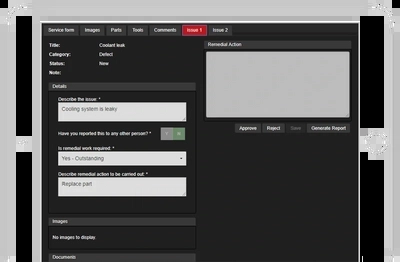 Service form Images Parts Tools Comments Issue 1 Issue 2
Title: Coolant leak
Category: Defect
Status: New
Note:
Details
Describe the issue: *
Cooling system is leaky
Have you reported this to any other person? *
Is remedial work required: *
Yes - Outstanding
Describe remedial action to be carried out: *
Replace part
Images
No images to display
Documents
Remedial Action
Approve Reject Save Generate Report